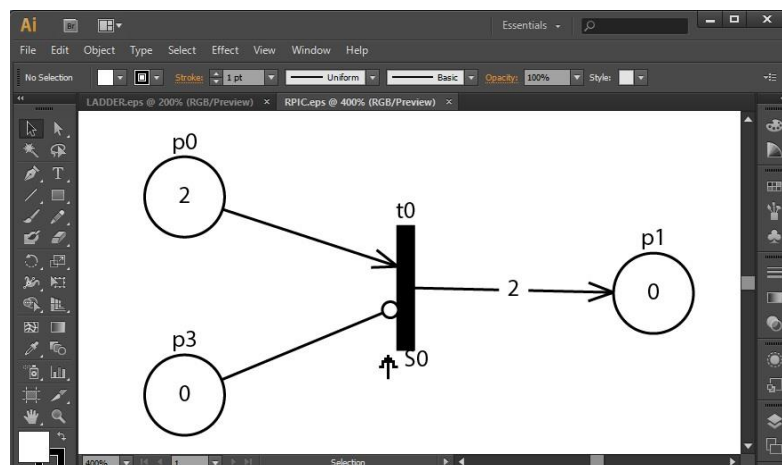 Ai Br Essentials
File Edit Object Type Select Effect View Window Help
No Selection Stroke: 1 pt Uniform Basic Opacity: 100% Style:
LADDER.eps @ 200% (RGB/Preview) × RPIC.eps @ 400% (RGB/Preview) ×
p0
2
t0
p1
2
0
p3
S0
0
400% 1 Selection